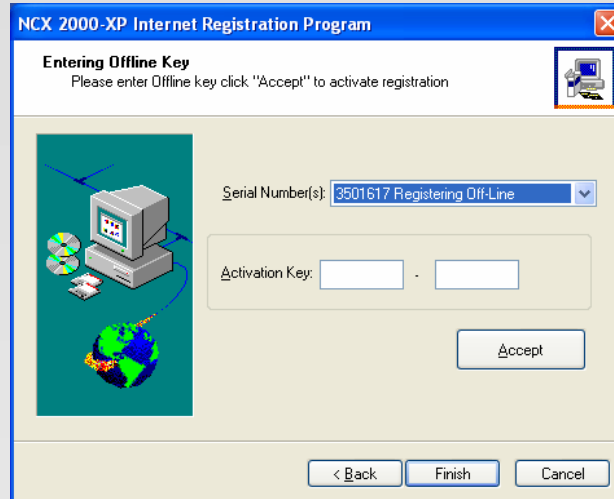 NCX 2000-XP Internet Registration Program
Entering Offline Key
Please enter Offline key click "Accept" to activate registration
Serial Number(s): 3501617 Registering Off-Line
Activation Key: -
Accept
< Back Finish Cancel